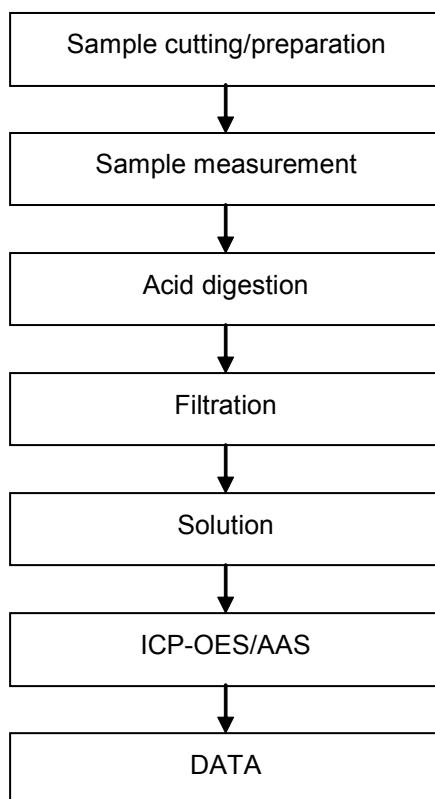 Sample cutting/preparation
Sample measurement
Acid digestion
Filtration
Solution
ICP-OES/AAS
DATA